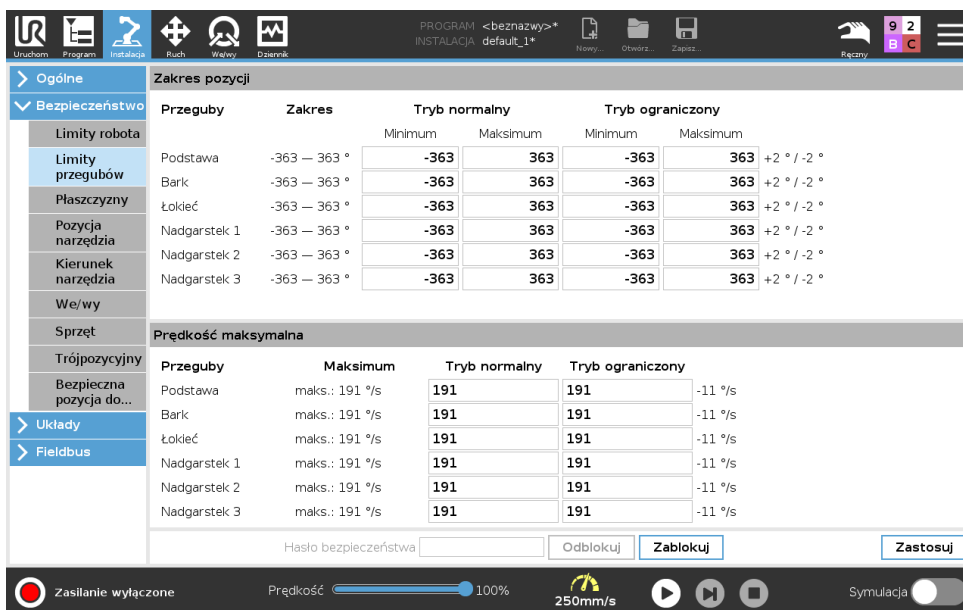 UR
PROGRAM <beznazwy>*
INSTALACJA default_1*
Uruchom Program Instalacja Ruch We/wy Dziennik Nowy... Otwórz... Zapisz... Ręczny
9 2
B C
Ogólne
Bezpieczeństwo
Limity robota
Limity
przegubów
Płaszczyzny
Pozycja
narzędzia
Kierunek
narzędzia
We/wy
Sprzęt
Trójpozycyjny
Bezpieczna
pozycja do...
Układy
Fieldbus
Zakres pozycji
Przeguby Zakres Tryb normalny Tryb ograniczony
Minimum Maksimum Minimum Maksimum
Podstawa -363 — 363 ° -363 363 -363 363 +2 ° / -2 °
Bark -363 — 363 ° -363 363 -363 363 +2 ° / -2 °
Łokieć -363 — 363 ° -363 363 -363 363 +2 ° / -2 °
Nadgarstek 1 -363 — 363 ° -363 363 -363 363 +2 ° / -2 °
Nadgarstek 2 -363 — 363 ° -363 363 -363 363 +2 ° / -2 °
Nadgarstek 3 -363 — 363 ° -363 363 -363 363 +2 ° / -2 °
Prędkość maksymalna
Przeguby Maksimum Tryb normalny Tryb ograniczony
Podstawa maks.: 191 °/s 191 191 -11 °/s
Bark maks.: 191 °/s 191 191 -11 °/s
Łokieć maks.: 191 °/s 191 191 -11 °/s
Nadgarstek 1 maks.: 191 °/s 191 191 -11 °/s
Nadgarstek 2 maks.: 191 °/s 191 191 -11 °/s
Nadgarstek 3 maks.: 191 °/s 191 191 -11 °/s
Hasło bezpieczeństwa Odblokuj Zablokuj Zastosuj
Zasilanie wyłączone Prędkość 100% 250mm/s Symulacja